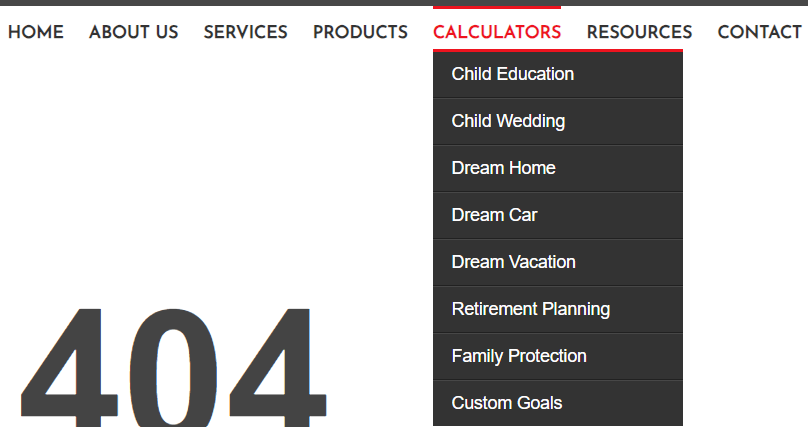 HOME ABOUT US SERVICES PRODUCTS CALCULATORS RESOURCES CONTACT
Child Education
Child Wedding
Dream Home
Dream Car
Dream Vacation
Retirement Planning
Family Protection
Custom Goals
404